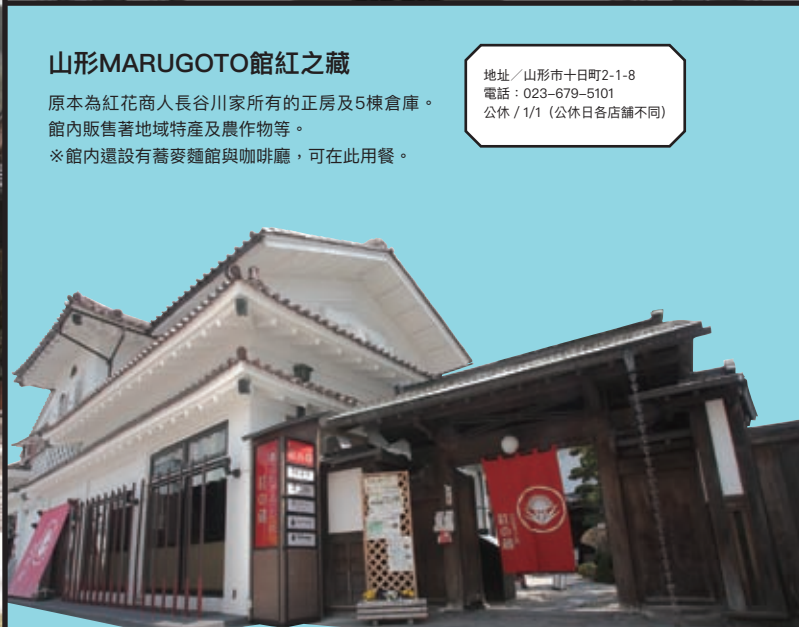 山形MARUGOTO館紅之藏
原本為紅花商人長谷川家所有的正房及5棟倉庫。
館內販售著地域特產及農作物等。
※館内還設有蕎麥麵館與咖啡廳，可在此用餐。
地址／山形市十日町2-1-8
電話：023-679-5101
公休 / 1/1（公休日各店舖不同）
紅の蔵